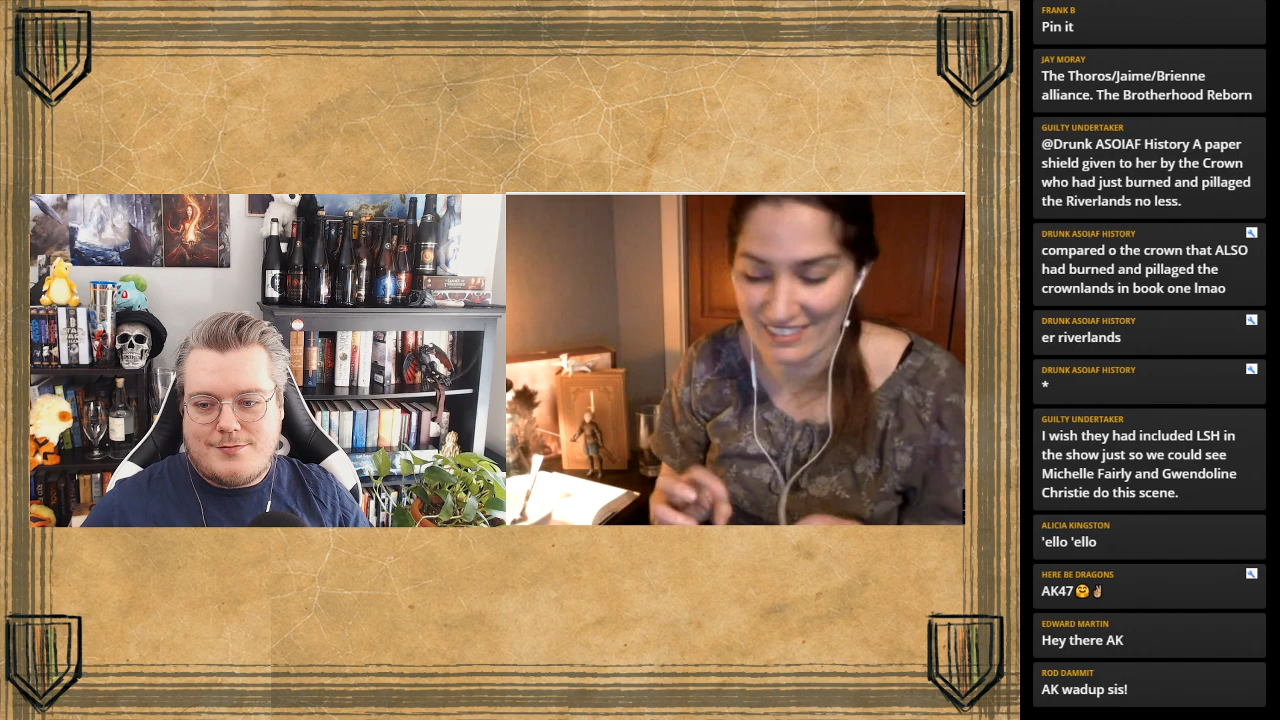 FRANK B
Pin it
JAY MORAY
The Thoros/Jaime/Brienne
alliance. The Brotherhood Reborn
GUILTY UNDERTAKER
@Drunk ASOIAF History A paper
shield given to her by the Crown
who had just burned and pillaged
the Riverlands no less.
DRUNK ASOIAF HISTORY
compared o the crown that ALSO
had burned and pillaged the
crownlands in book one lmao
DRUNK ASOIAF HISTORY
er riverlands
DRUNK ASOIAF HISTORY
*
GUILTY UNDERTAKER
I wish they had included LSH in
the show just so we could see
Michelle Fairly and Gwendoline
Christie do this scene.
ALICIA KINGSTON
'ello 'ello
HERE BE DRAGONS
AK47🤗✌🏽
EDWARD MARTIN
Hey there AK
ROD DAMMIT
AK wadup sis!